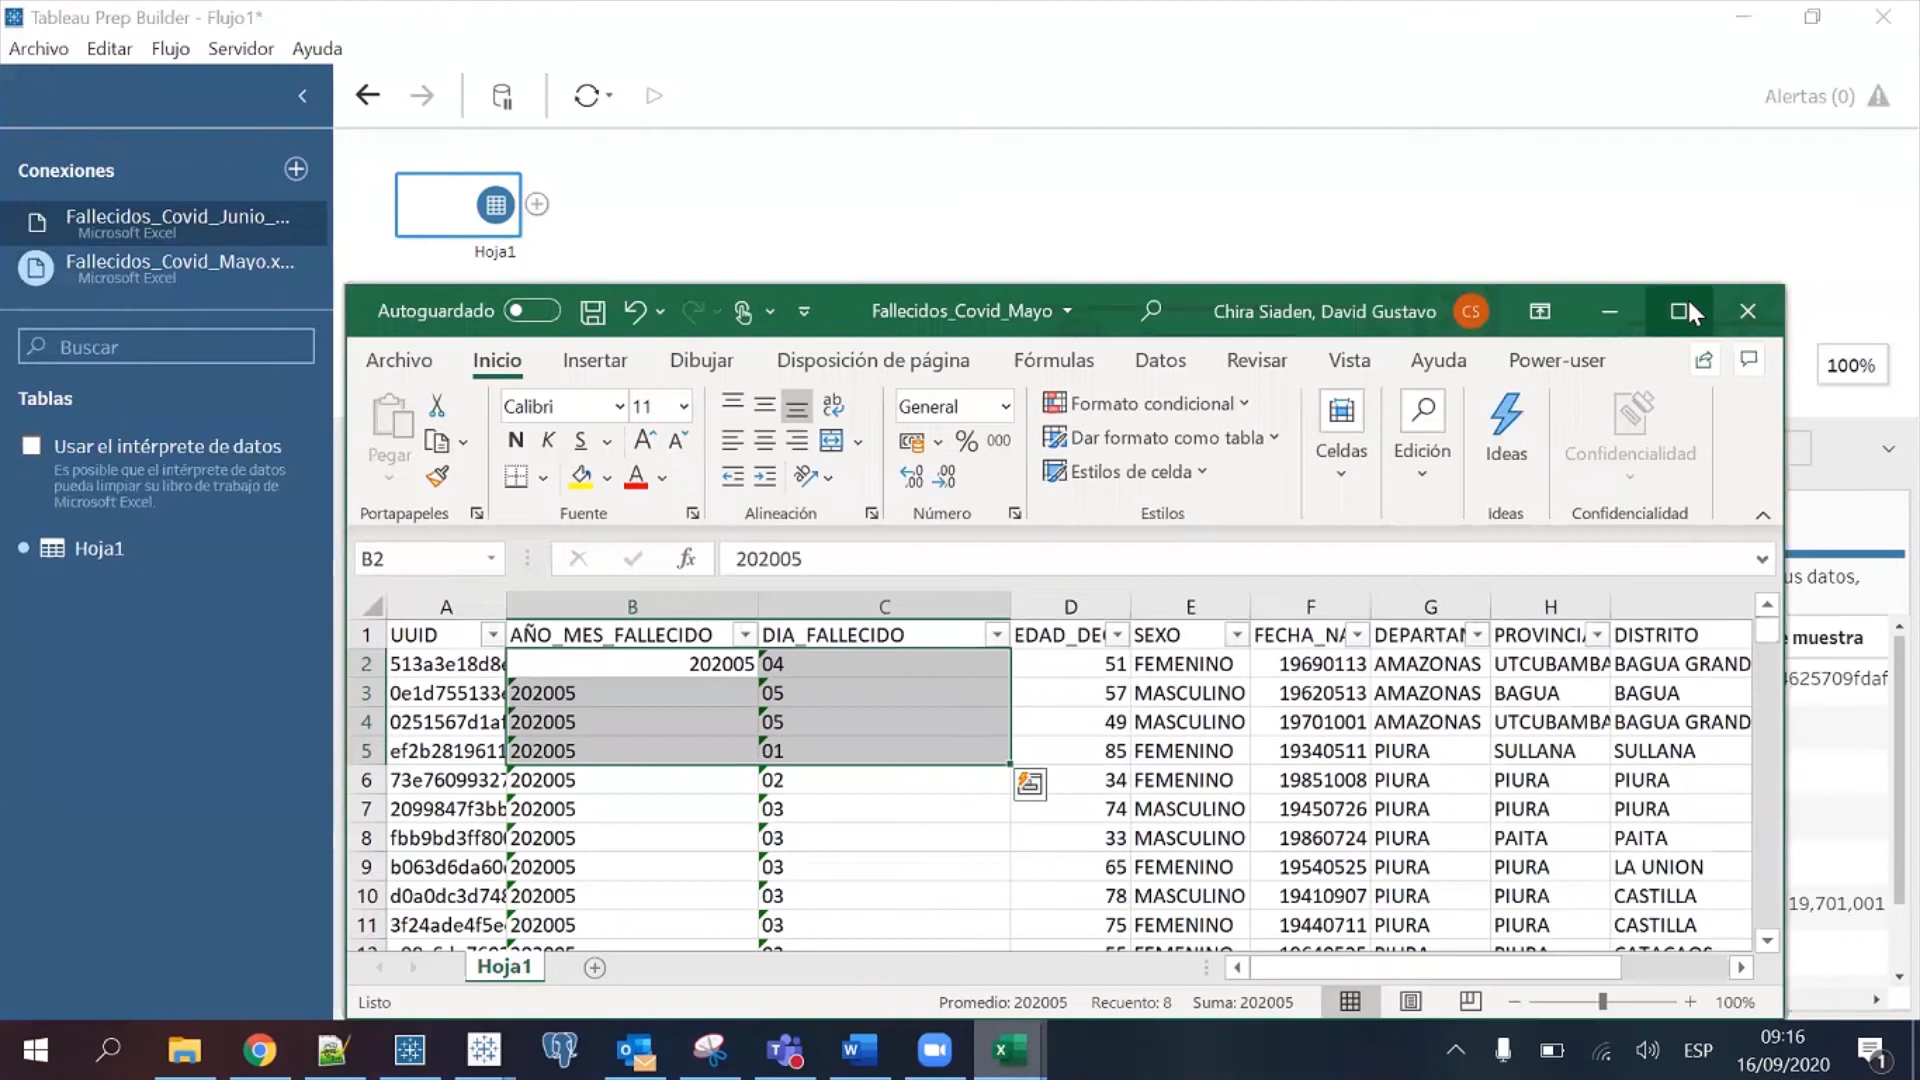 Tableau Prep Builder - Flujo1*
Archivo Editar Flujo Servidor Ayuda
Alertas (0)
Conexiones
Fallecidos_Covid_Junio_...
Microsoft Excel
Fallecidos_Covid_Mayo.x...
Microsoft Excel
Buscar
Tablas
Usar el intérprete de datos
Es posible que el intérprete de datos
pueda limpiar su libro de trabajo de
Microsoft Excel.
Hoja1
Hoja1
100%
Autoguardado Fallecidos_Covid_Mayo Chira Siaden, David Gustavo CS
Archivo Inicio Insertar Dibujar Disposición de página Fórmulas Datos Revisar Vista Ayuda Power-user
Pegar
Calibri 11
N K S
General
% 000
Formato condicional
Dar formato como tabla
Estilos de celda
Celdas
Edición
Ideas
Confidencialidad
Portapapeles Fuente Alineación Número Estilos Ideas Confidencialidad
B2 fx 202005
A B C D E F G H
1 UUID AÑO_MES_FALLECIDO DIA_FALLECIDO EDAD_DE SEXO FECHA_NA DEPARTAM PROVINCIA DISTRITO
2 513a3e18d8e 202005 04 51 FEMENINO 19690113 AMAZONAS UTCUBAMBA BAGUA GRAND
3 0e1d755133e 202005 05 57 MASCULINO 19620513 AMAZONAS BAGUA BAGUA
4 0251567d1af 202005 05 49 MASCULINO 19701001 AMAZONAS UTCUBAMBA BAGUA GRAND
5 ef2b2819611 202005 01 85 FEMENINO 19340511 PIURA SULLANA SULLANA
6 73e76099327 202005 02 34 FEMENINO 19851008 PIURA PIURA PIURA
7 2099847f3bb 202005 03 74 MASCULINO 19450726 PIURA PIURA PIURA
8 fbb9bd3ff80 202005 03 33 MASCULINO 19860724 PIURA PAITA PAITA
9 b063d6da60 202005 03 65 FEMENINO 19540525 PIURA PIURA LA UNION
10 d0a0dc3d748 202005 03 78 MASCULINO 19410907 PIURA PIURA CASTILLA
11 3f24ade4f5e 202005 03 75 FEMENINO 19440711 PIURA PIURA CASTILLA
us datos,
muestra
4625709fdaf
19,701,001
Hoja1
Listo Promedio: 202005 Recuento: 8 Suma: 202005 100%
ESP
09:16
16/09/2020
1